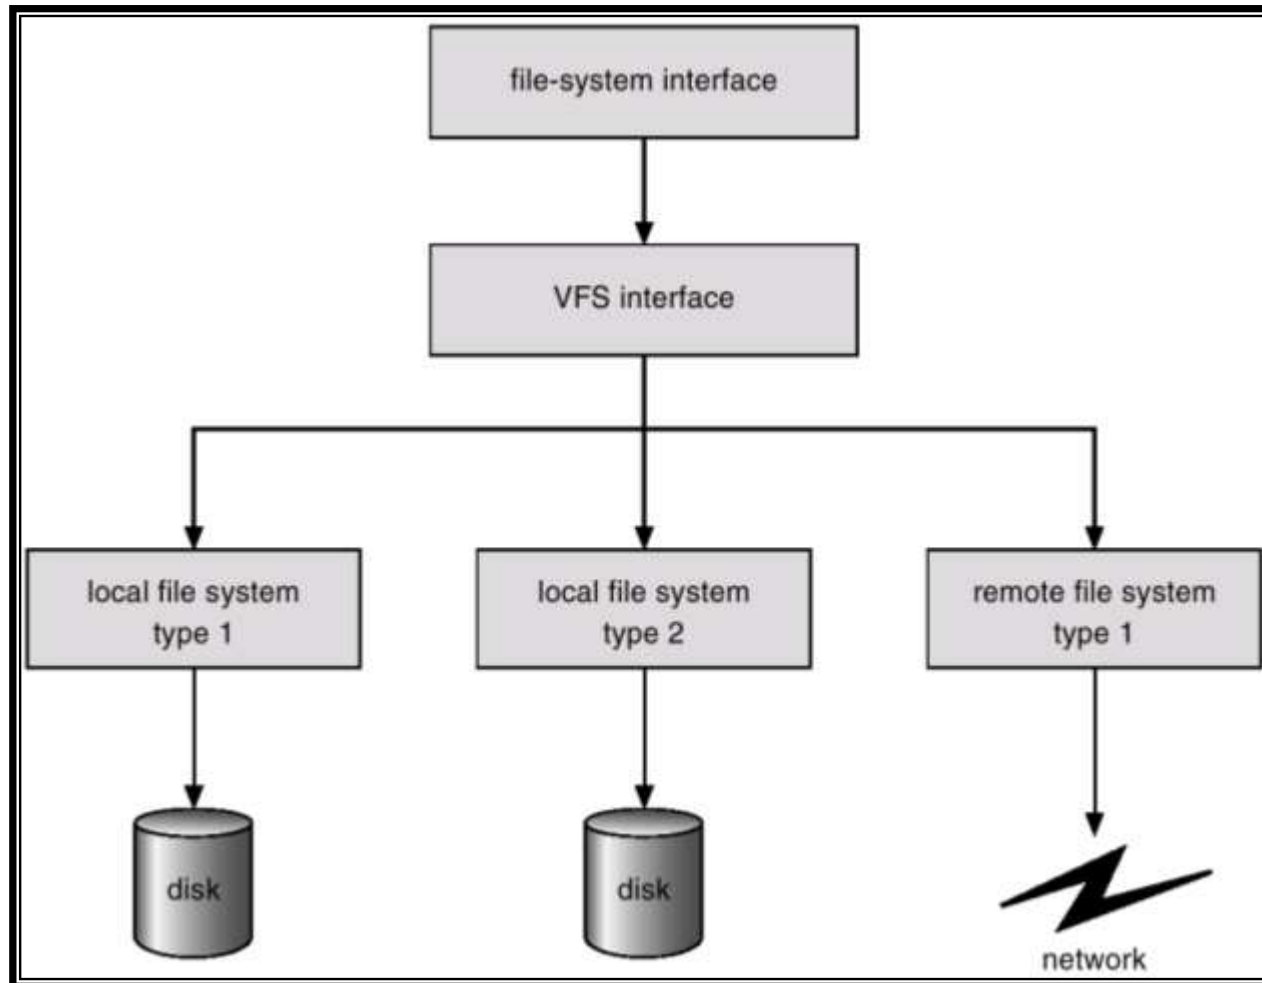 file-system interface
VFS interface
local file system
type 1
local file system
type 2
remote file system
type 1
disk
disk
network